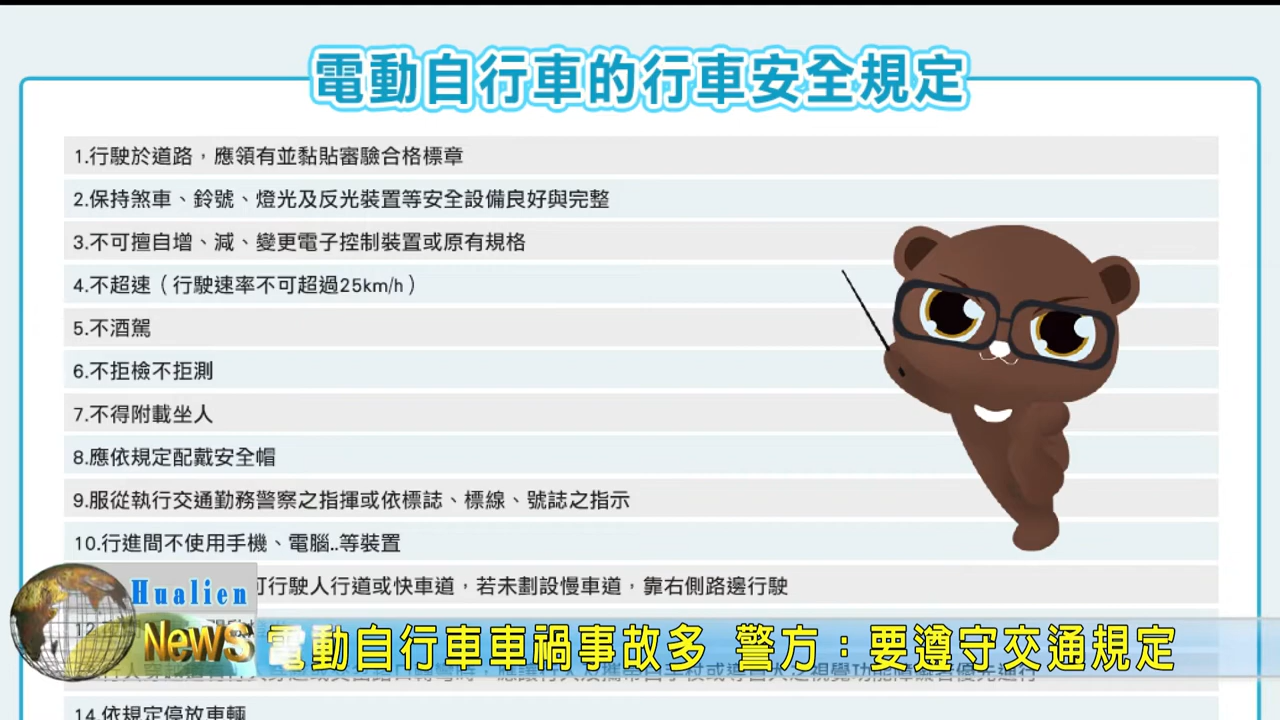 電動自行車的行車安全規定
1.行駛於道路，應領有並黏貼審驗合格標章
2.保持煞車、鈴號、燈光及反光裝置等安全設備良好與完整
3.不可擅自增、減、變更電子控制裝置或原有規格
4.不超速（行駛速率不可超過25km/h）
5.不酒駕
6.不拒檢不拒測
7.不得附載坐人
8.應依規定配戴安全帽
9.服從執行交通勤務警察之指揮或依標誌、標線、號誌之指示
10.行進間不使用手機、電腦..等裝置
可行駛人行道或快車道，若未劃設慢車道，靠右側路邊行駛
Hualien
News
電動自行車車禍事故多 警方：要遵守交通規定
14.依規定停放車輛